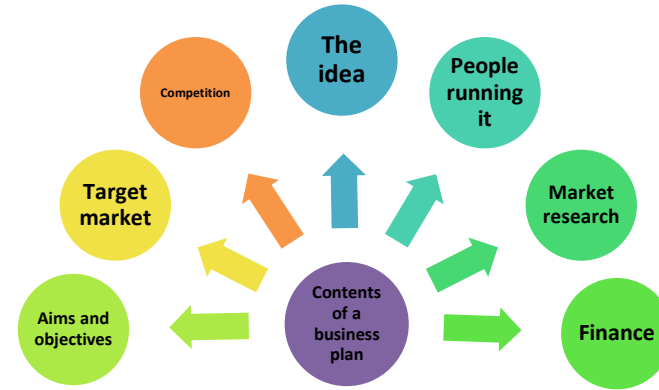 The
idea
People
running
it
Competition
Target
market
Market
research
Aims and
objectives
Contents
of a
business
plan
Finance